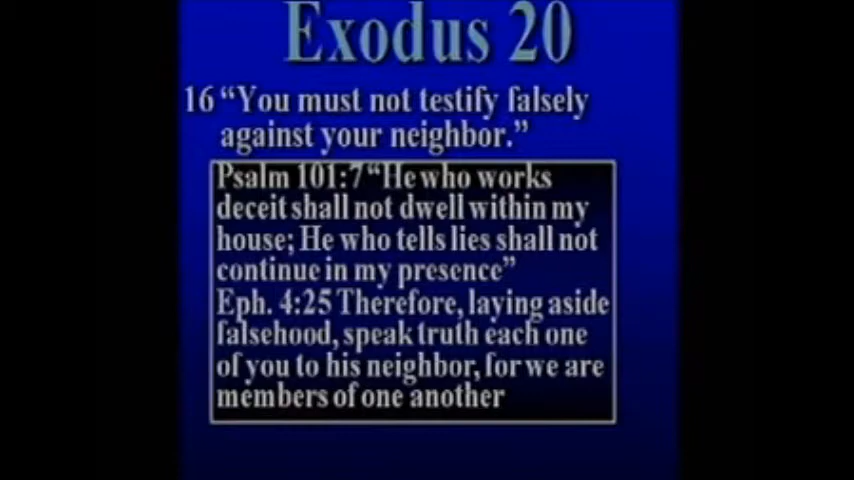 Exodus 20
16 “You must not testify falsely
against your neighbor.”
Psalm 101:7 “He who works
deceit shall not dwell within my
house; He who tells lies shall not
continue in my presence”
Eph. 4:25 Therefore, laying aside
falsehood, speak truth each one
of you to his neighbor, for we are
members of one another